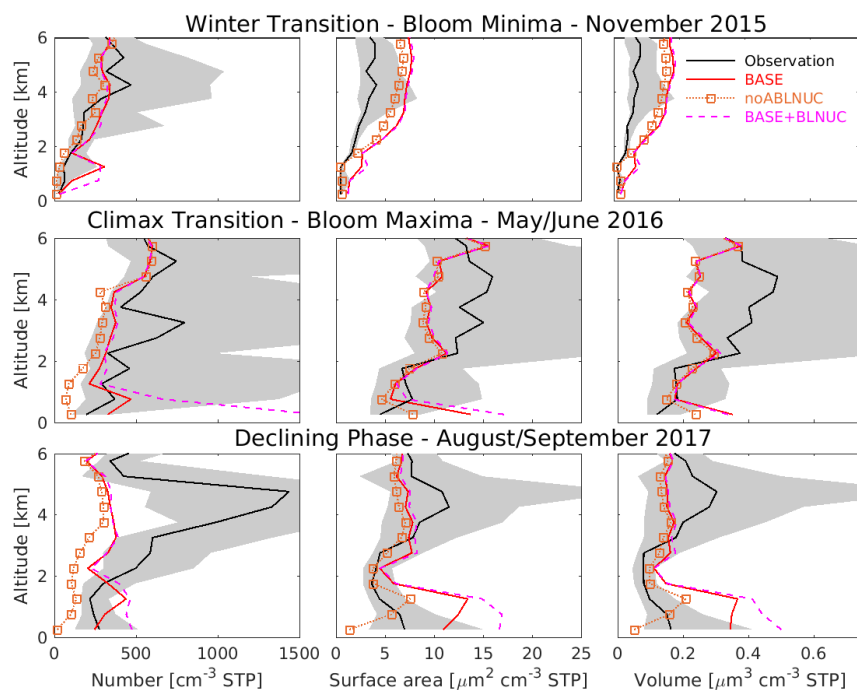 Winter Transition - Bloom Minima - November 2015
6
4
2
0
Altitude [km]
Observation
BASE
noABLNUC
BASE+BLNUC
Climax Transition - Bloom Maxima - May/June 2016
6
4
2
0
Altitude [km]
Declining Phase - August/September 2017
6
4
2
0
Altitude [km]
0 500 1000 1500
0 5 10 15 20 25
0 0.2 0.4 0.6
Number [cm-3 STP]
Surface area [μm2 cm-3 STP]
Volume [μm3 cm-3 STP]